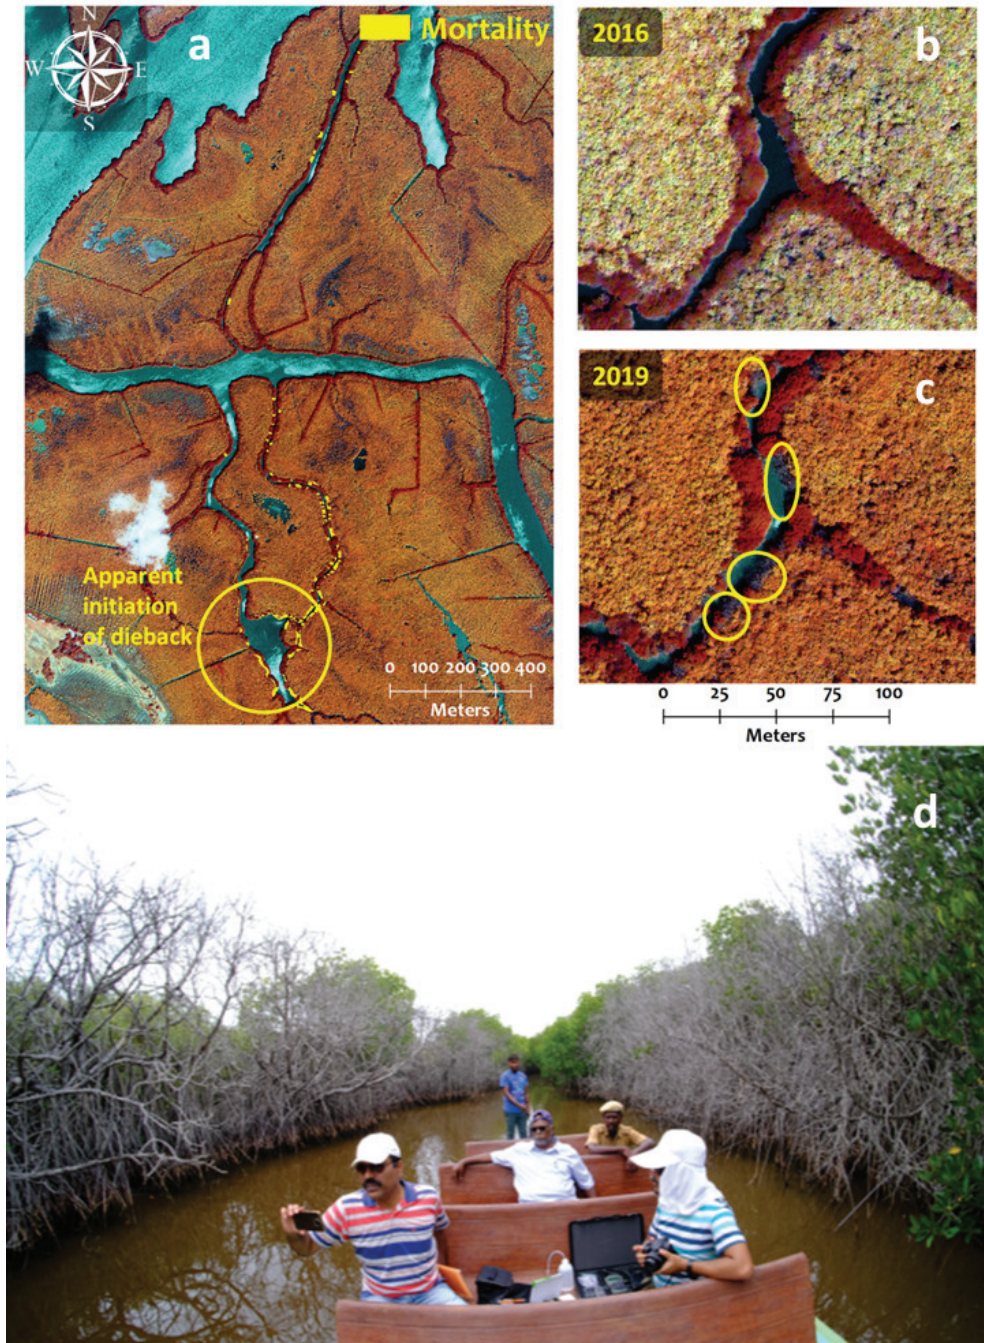 a
Mortality
N
W E
S
Apparent
initiation
of dieback
0 100 200 300 400
Meters
2016
b
2019
c
0 25 50 75 100
Meters
d